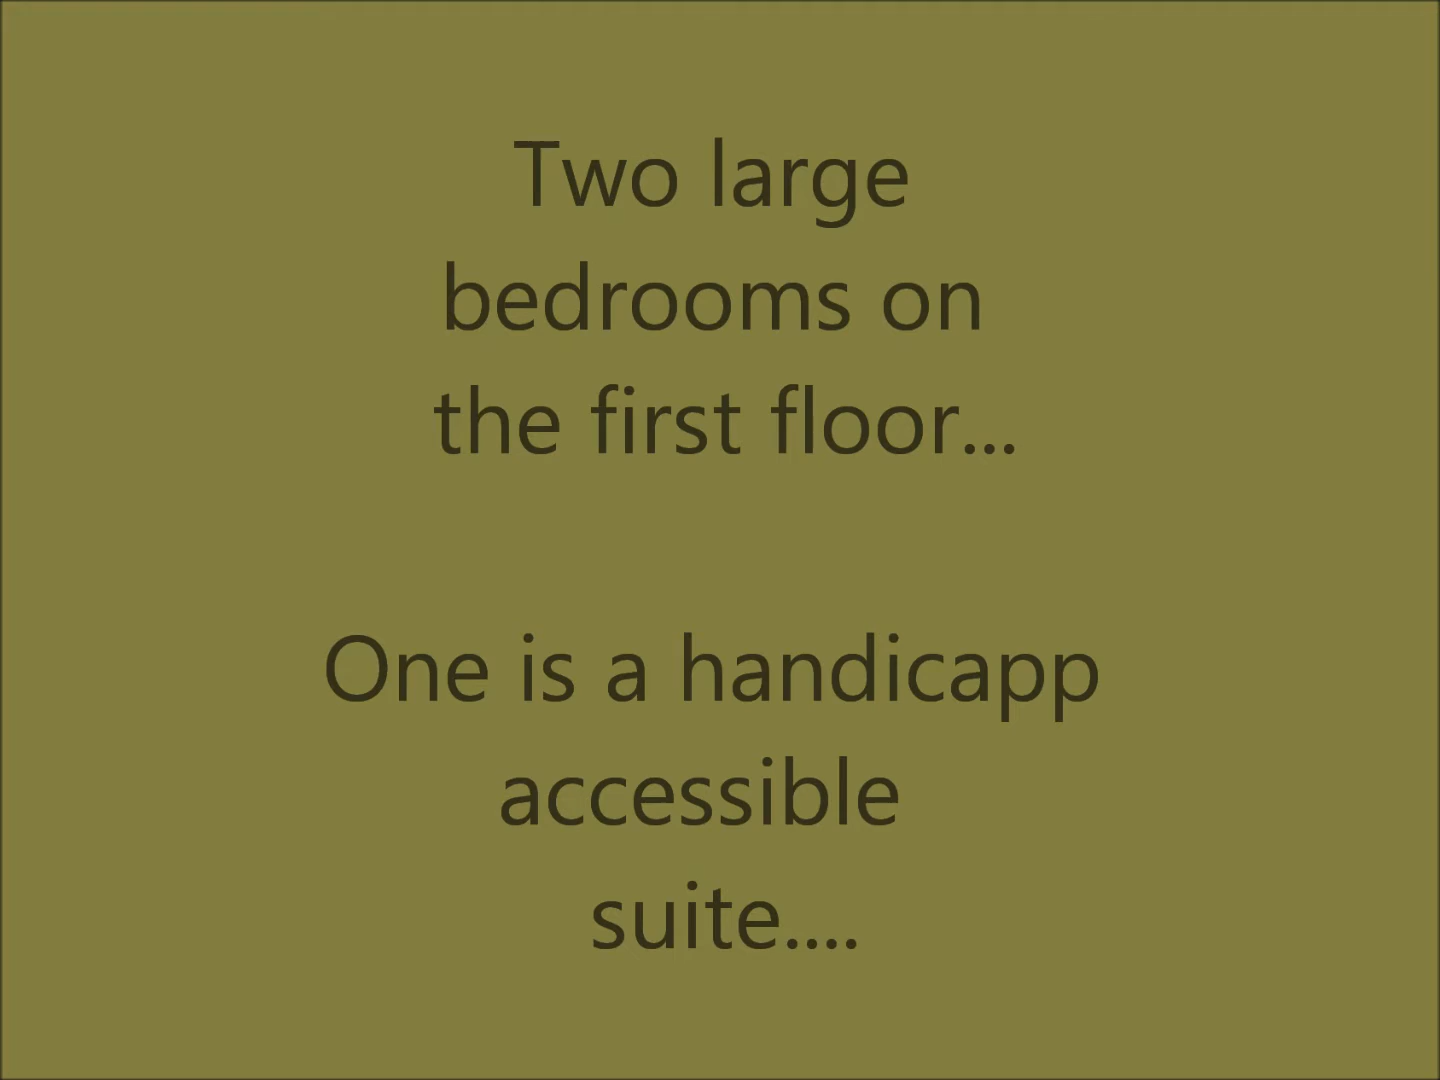 Two large
bedrooms on
the first floor...
One is a handicapp
accessible
suite....